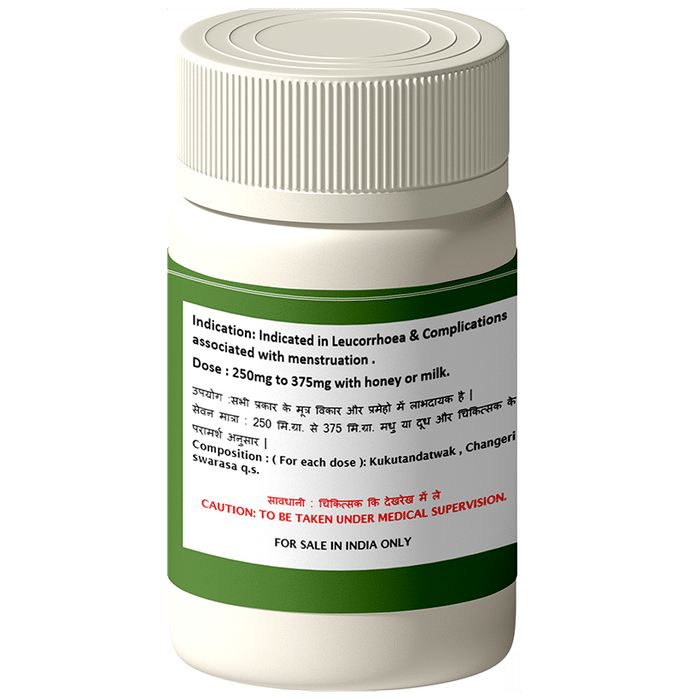 Indication: Indicated in Leucorrhoea & Complications
associated with menstruation .
Dose : 250mg to 375mg with honey or milk.
उपयोग :सभी प्रकार के मूत्र विकार और प्रमेहो में लाभदायक है |
सेवन मात्रा : 250 मि.ग्रा. से 375 मि.ग्रा. मधु या दूध और चिकित्सक के
परामर्श अनुसार |
Composition : ( For each dose ): Kukutandatwak , Changeri
swarasa q.s.
सावधानी : चिकित्सक कि देखरेख में ले
CAUTION: TO BE TAKEN UNDER MEDICAL SUPERVISION.
FOR SALE IN INDIA ONLY